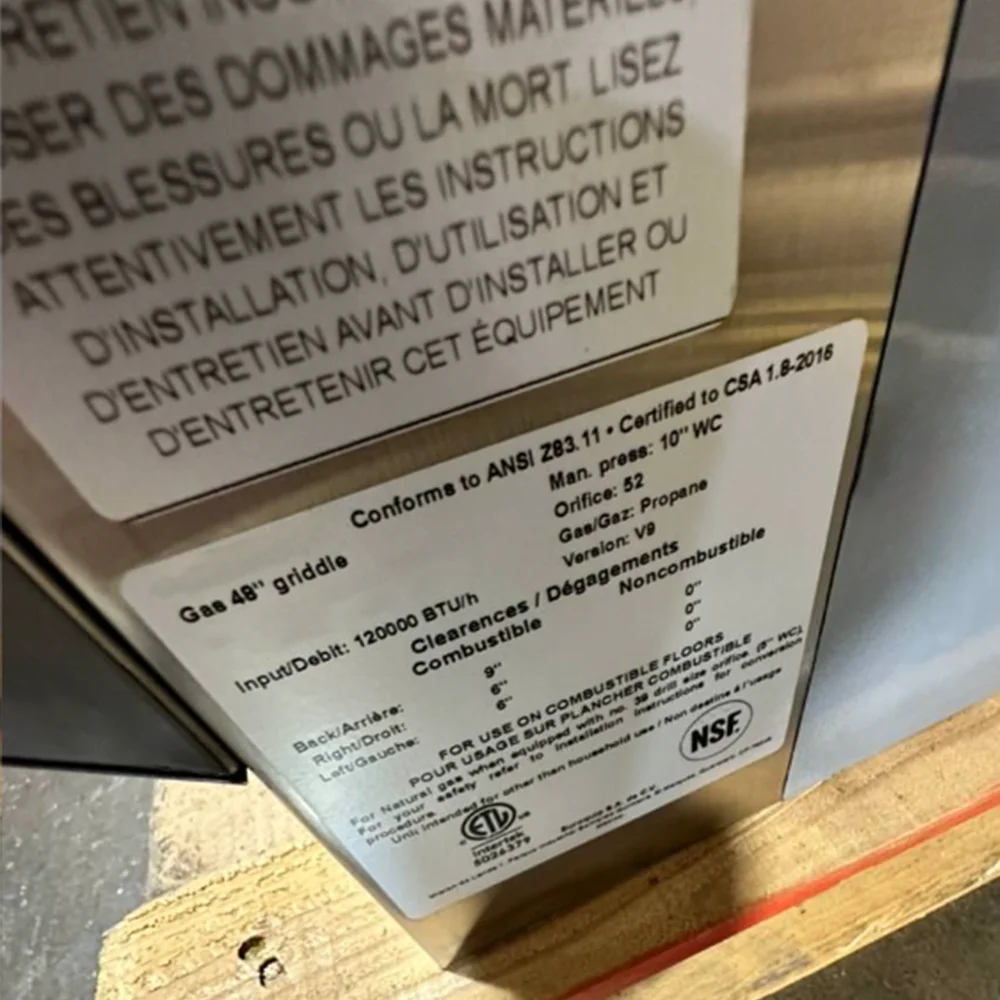 DES DOMMAGES MATÉRIELS,
ES BLESSURES OU LA MORT. LISEZ
ATTENTIVEMENT LES INSTRUCTIONS
D'INSTALLATION, D'UTILISATION ET
D'ENTRETIEN AVANT D'INSTALLER OU
D'ENTRETENIR CET ÉQUIPEMENT
Conforms to ANSI Z83.11 • Certified to CSA 1.8-2016
Man. press: 10" WC
Orifice: 52
Gas/Gaz: Propane
Version: V9
Gas 48" griddle
Input/Debit: 120000 BTU/h
Clearences / Dégagements
Combustible Noncombustible
Back/Arrière: 9" 0"
Right/Droit: 6" 0"
Left/Gauche: 6" 0"
FOR USE ON COMBUSTIBLE FLOORS
POUR USAGE SUR PLANCHER COMBUSTIBLE
For Natural gas when equipped with no. 39 drill size orifice. (5" WC).
For your safety refer to installation instructions for conversion
procedure.
Unit intended for other than household use / Non destine à l'usage
NSF
ETL
US
Intertek
5026379